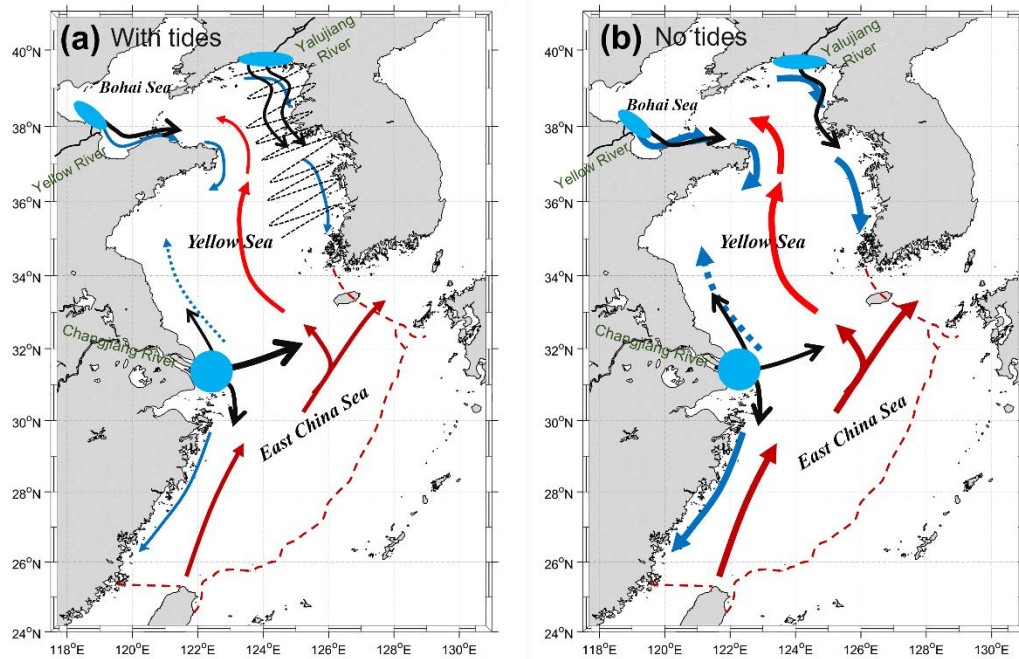 (a) With tides
Yalujiang
River
Bohai Sea
Yellow River
Yellow Sea
Changjiang River
East China Sea
40°N
38°N
36°N
34°N
33°N
32°N
30°N
28°N
26°N
24°N
118°E 120°E 122°E 124°E 126°E 128°E 130°E
(b) No tides
Yalujiang
River
Bohai Sea
Yellow River
Yellow Sea
Changjiang River
East China Sea
40°N
38°N
36°N
34°N
33°N
32°N
30°N
28°N
26°N
24°N
118°E 120°E 122°E 124°E 126°E 128°E 130°E